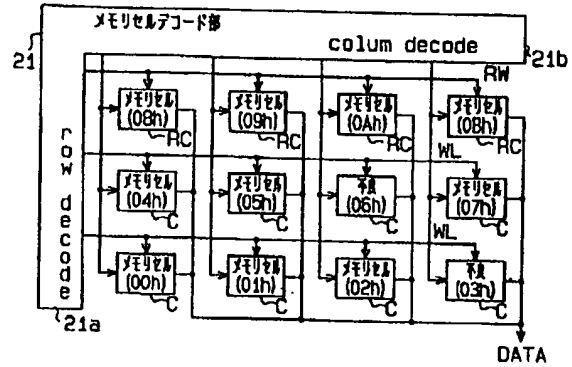 メモリセルデコード部
21
colum decode
21b
RW
メモリセル
(08h)
RC
メモリセル
(09h)
RC
メモリセル
(0Ah)
RC
メモリセル
(0Bh)
RC
row decode
WL
メモリセル
(04h)
C
メモリセル
(05h)
C
不良
(06h)
C
メモリセル
(07h)
C
WL
メモリセル
(00h)
C
メモリセル
(01h)
C
メモリセル
(02h)
C
不良
(03h)
C
21a
DATA